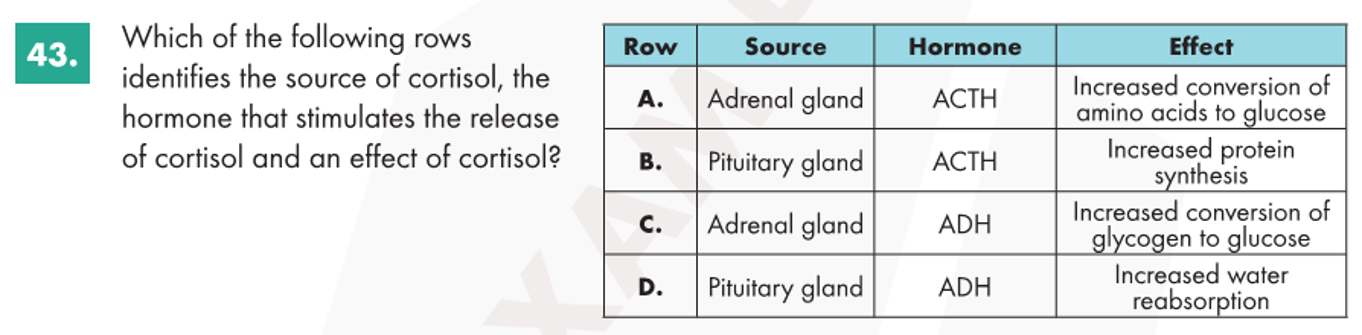 43.
Which of the following rows
identifies the source of cortisol, the
hormone that stimulates the release
of cortisol and an effect of cortisol?
Row Source Hormone Effect
A. Adrenal gland ACTH Increased conversion of
amino acids to glucose
B. Pituitary gland ACTH Increased protein
synthesis
C. Adrenal gland ADH Increased conversion of
glycogen to glucose
D. Pituitary gland ADH Increased water
reabsorption
XAM